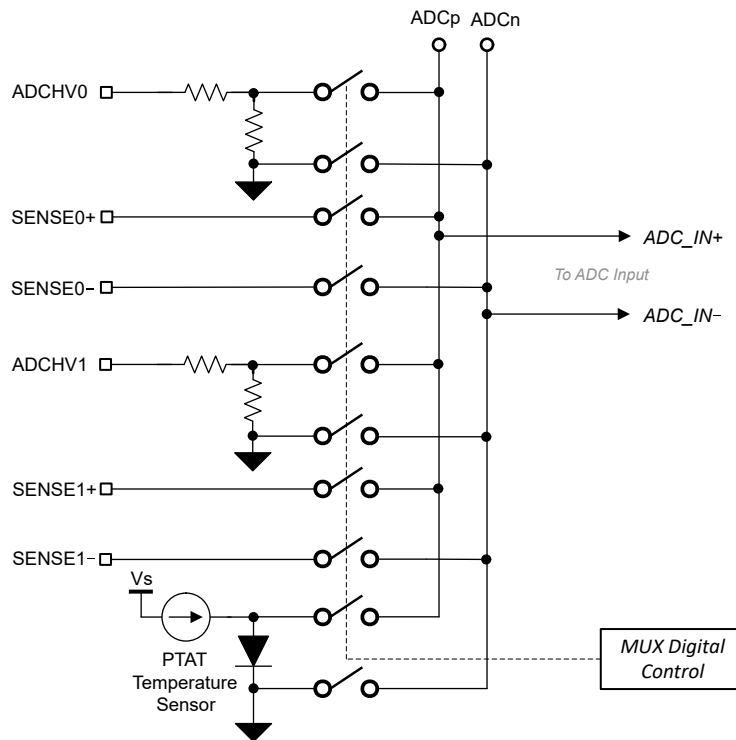 ADCp ADCn
ADCHV0
SENSE0+
ADC_IN+
To ADC Input
SENSE0−
ADC_IN−
ADCHV1
SENSE1+
SENSE1−
Vs
PTAT
Temperature
Sensor
MUX Digital
Control